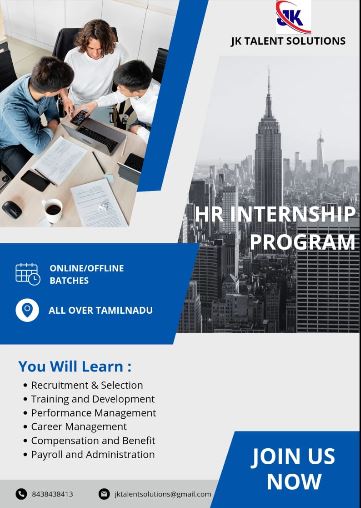 JK
JK TALENT SOLUTIONS
HR INTERNSHIP
PROGRAM
ONLINE/OFFLINE
BATCHES
ALL OVER TAMILNADU
You Will Learn :
• Recruitment & Selection
• Training and Development
• Performance Management
• Career Management
• Compensation and Benefit
• Payroll and Administration
JOIN US
NOW
8438438413
jktalentsolutions@gmail.com